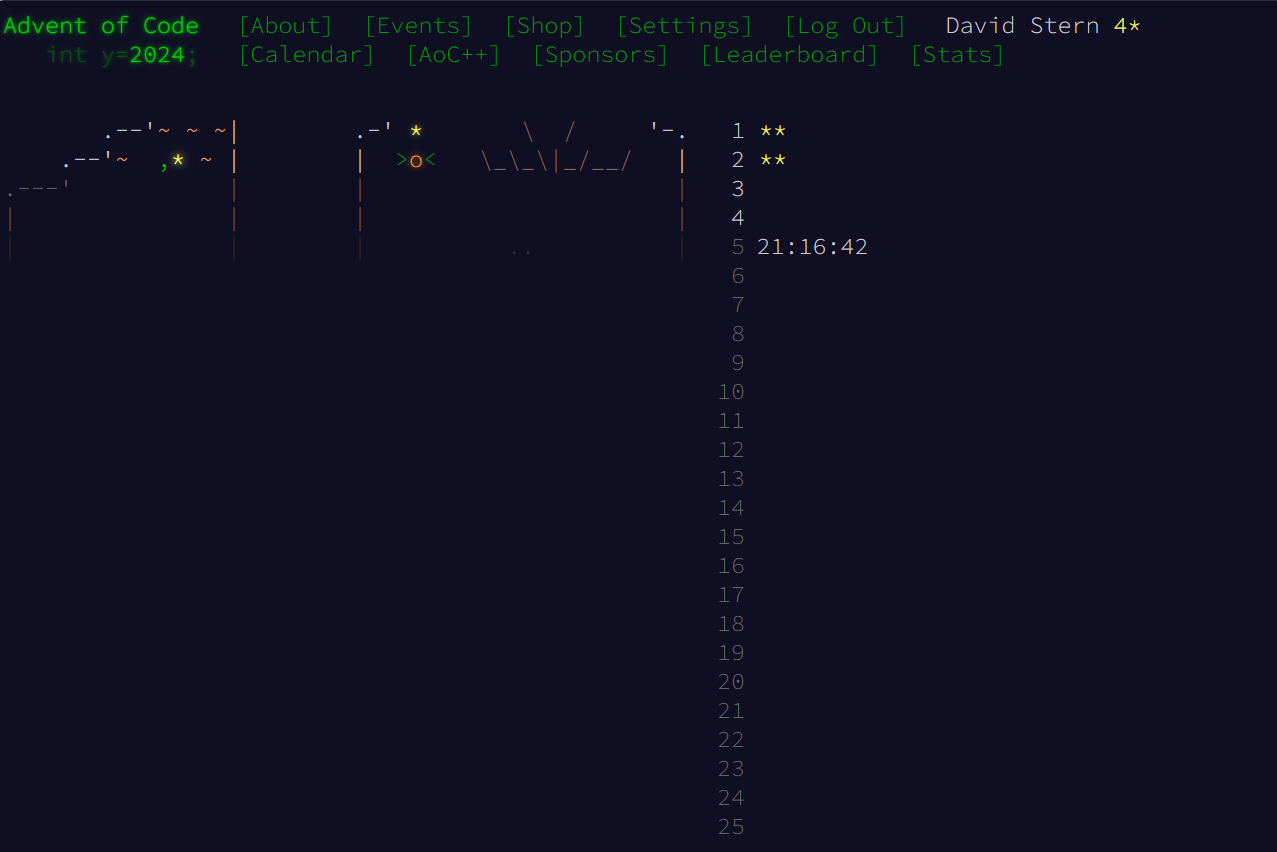 Advent of Code [About] [Events] [Shop] [Settings] [Log Out] David Stern 4*
int y=2024; [Calendar] [AoC++] [Sponsors] [Leaderboard] [Stats]
.--'~ ~ ~| .-' * \ / '-. 1 **
.--'~ ,* ~ | | >o< \_\_\|_/__/ | 2 **
.---' | | | 3
| | | | 4
| | | .. | 5 21:16:42
6
7
8
9
10
11
12
13
14
15
16
17
18
19
20
21
22
23
24
25